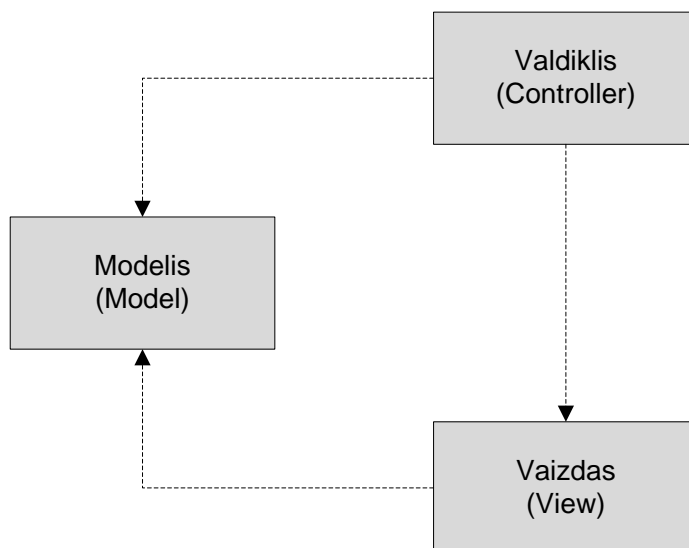 Valdiklis
(Controller)
Modelis
(Model)
Vaizdas
(View)